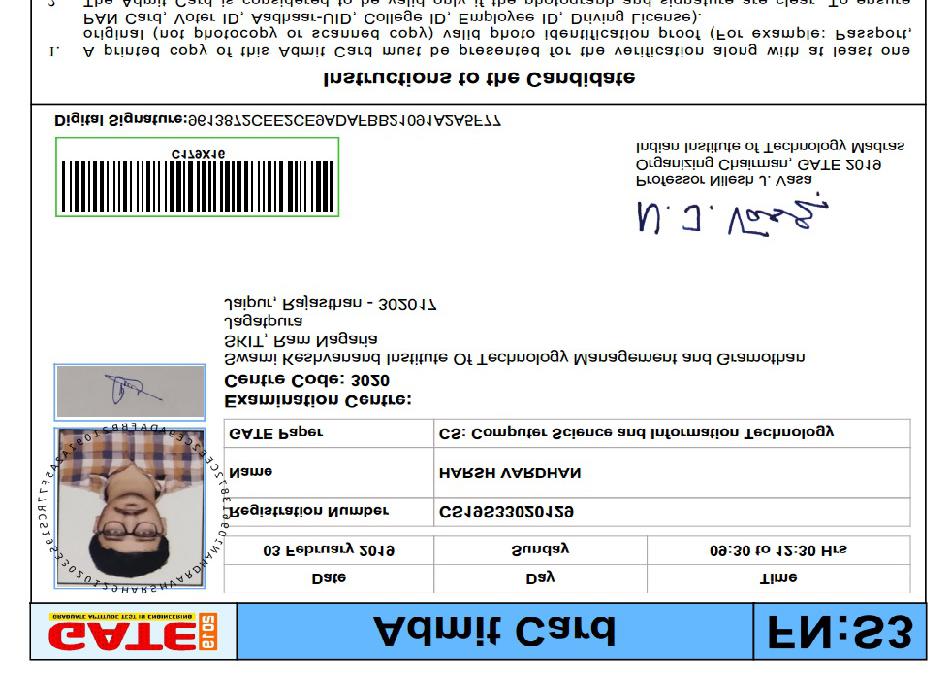 GATE 2019
GRADUATE APTITUDE TEST IN ENGINEERING
Admit Card
FN:S3
Date Day Time
03 February 2019 Sunday 09:30 to 12:30 Hrs
Registration Number CS19S33020129
Name HARSH VARDHAN
GATE Paper CS: Computer Science and Information Technology
Examination Centre:
Centre Code: 3020
Swami Keshvanand Institute Of Technology Management and Gramothan
SKIT, Ram Nagaria
Jagatpura
Jaipur, Rajasthan - 302017
N. J. Vasa
Professor Nilesh J. Vasa
Organizing Chairman, GATE 2019
Indian Institute of Technology Madras
C179X16
Digital Signature:9613872CEE2CE9ADAFBB21091A2A5F77
Instructions to the Candidate
1. A printed copy of this Admit Card must be presented for the verification along with at least one
original (not photocopy or scanned copy) valid photo identification proof (For example: Passport,
PAN Card, Voter ID, Aadhaar-UID, College ID, Employee ID, Driving License).
2. The Admit Card is considered to be valid only if the photograph and signature are clear. To ensure